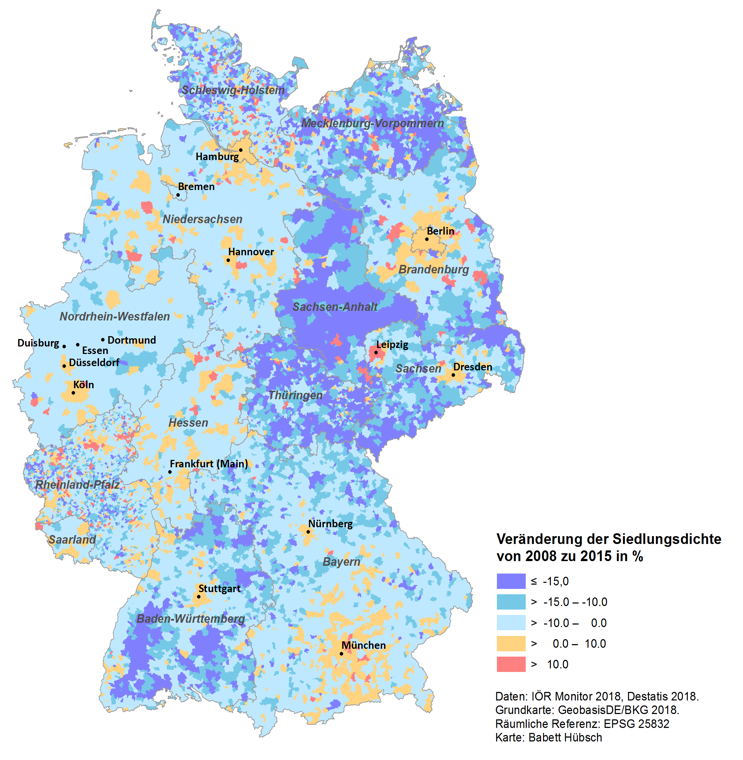 Schleswig-Holstein
Mecklenburg-Vorpommern
Hamburg
Bremen
Niedersachsen
Berlin
Hannover
Brandenburg
Sachsen-Anhalt
Nordrhein-Westfalen
Duisburg
Dortmund
Essen
Leipzig
Düsseldorf
Sachsen
Dresden
Köln
Thüringen
Hessen
Frankfurt (Main)
Rheinland-Pfalz
Nürnberg
Saarland
Bayern
Stuttgart
Baden-Württemberg
München
Veränderung der Siedlungsdichte
von 2008 zu 2015 in %
≤ -15,0
> -15.0 – -10.0
> -10.0 – 0.0
> 0.0 – 10.0
> 10.0
Daten: IÖR Monitor 2018, Destatis 2018.
Grundkarte: GeobasisDE/BKG 2018.
Räumliche Referenz: EPSG 25832
Karte: Babett Hübsch